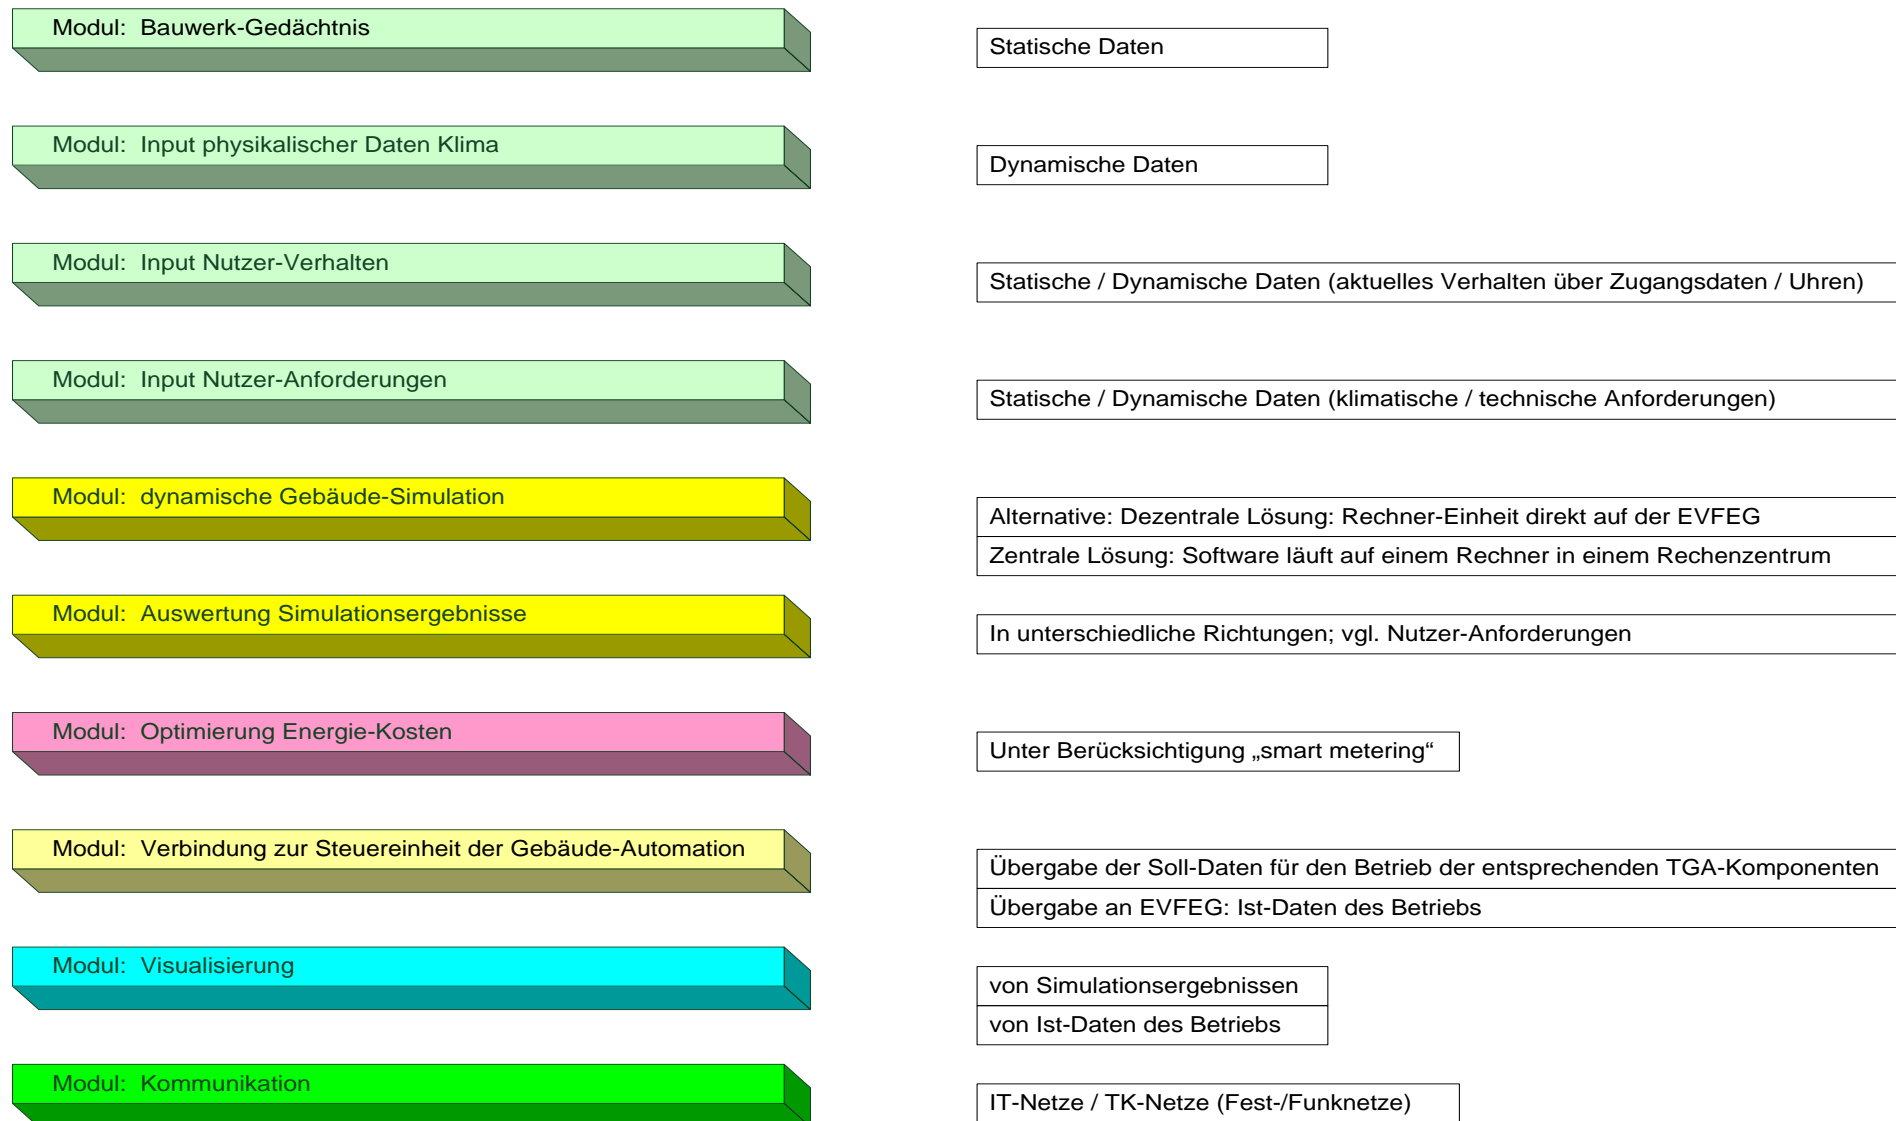 Modul: Bauwerk-Gedächtnis
Statische Daten
Modul: Input physikalischer Daten Klima
Dynamische Daten
Modul: Input Nutzer-Verhalten
Statische / Dynamische Daten (aktuelles Verhalten über Zugangsdaten / Uhren)
Modul: Input Nutzer-Anforderungen
Statische / Dynamische Daten (klimatische / technische Anforderungen)
Modul: dynamische Gebäude-Simulation
Alternative: Dezentrale Lösung: Rechner-Einheit direkt auf der EVFEG
Zentrale Lösung: Software läuft auf einem Rechner in einem Rechenzentrum
Modul: Auswertung Simulationsergebnisse
In unterschiedliche Richtungen; vgl. Nutzer-Anforderungen
Modul: Optimierung Energie-Kosten
Unter Berücksichtigung „smart metering“
Modul: Verbindung zur Steuereinheit der Gebäude-Automation
Übergabe der Soll-Daten für den Betrieb der entsprechenden TGA-Komponenten
Übergabe an EVFEG: Ist-Daten des Betriebs
Modul: Visualisierung
von Simulationsergebnissen
von Ist-Daten des Betriebs
Modul: Kommunikation
IT-Netze / TK-Netze (Fest-/Funknetze)